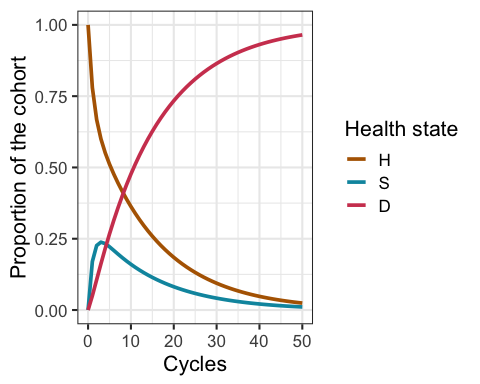 Proportion of the cohort
1.00
0.75
0.50
0.25
0.00
0 10 20 30 40 50
Cycles
Health state
H
S
D